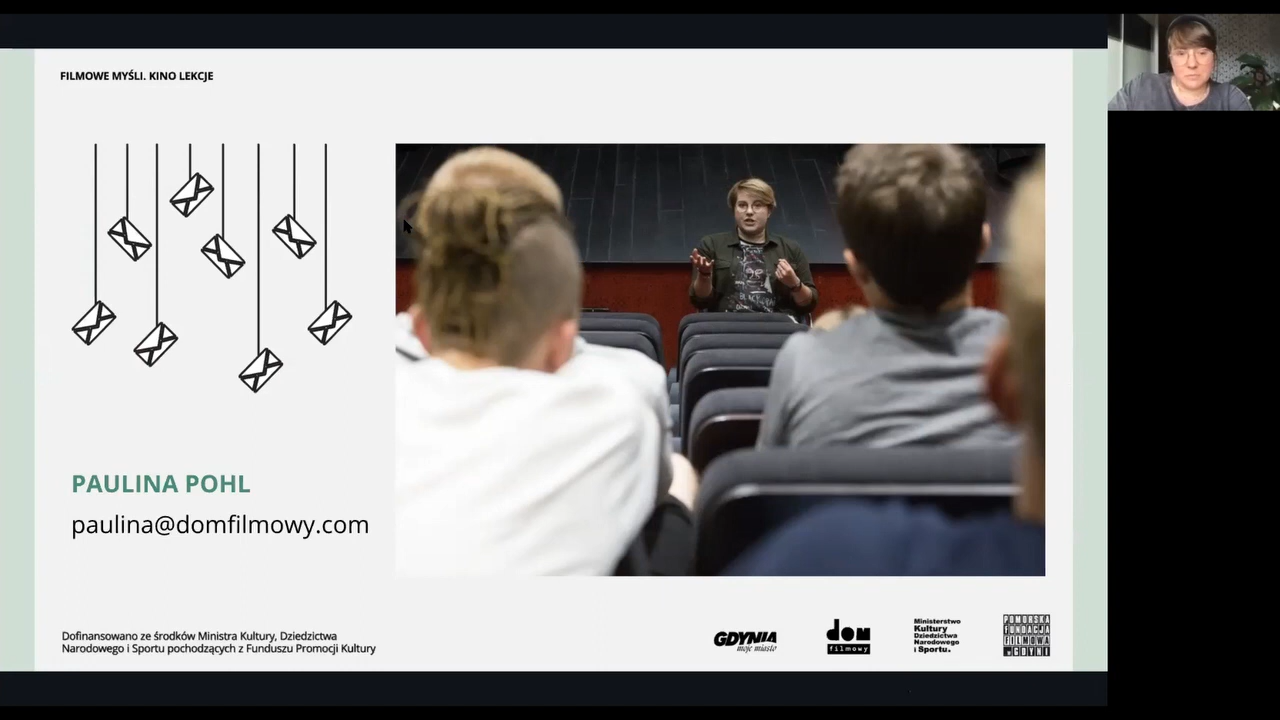 FILMOWE MYŚLI. KINO LEKCJE
PAULINA POHL
paulina@domfilmowy.com
Dofinansowano ze środków Ministra Kultury, Dziedzictwa
Narodowego i Sportu pochodzących z Funduszu Promocji Kultury
GDYNIA
moje miasto
dom
filmowy
Ministerstwo
Kultury
Dziedzictwa
Narodowego
i Sportu.
POMORSKA
FUNDACJA
FILMOWA
W GDYNI